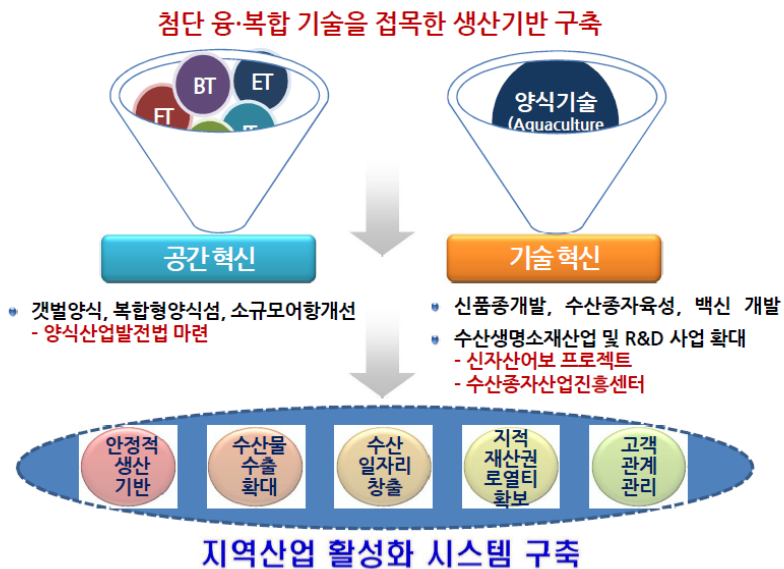 첨단 융·복합 기술을 접목한 생산기반 구축
BT
ET
양식기술
(Aquaculture
공간 혁신
기술 혁신
갯벌양식, 복합형양식섬, 소규모어항개선
- 양식산업발전법 마련
신품종개발, 수산종자육성, 백신 개발
수산생명소재산업 및 R&D 사업 확대
- 신자산어보 프로젝트
- 수산종자산업진흥센터
안정적
생산
기반
수산물
수출
확대
수산
일자리
창출
지적
재산권
로열티
확보
고객
관계
관리
지역산업 활성화 시스템 구축